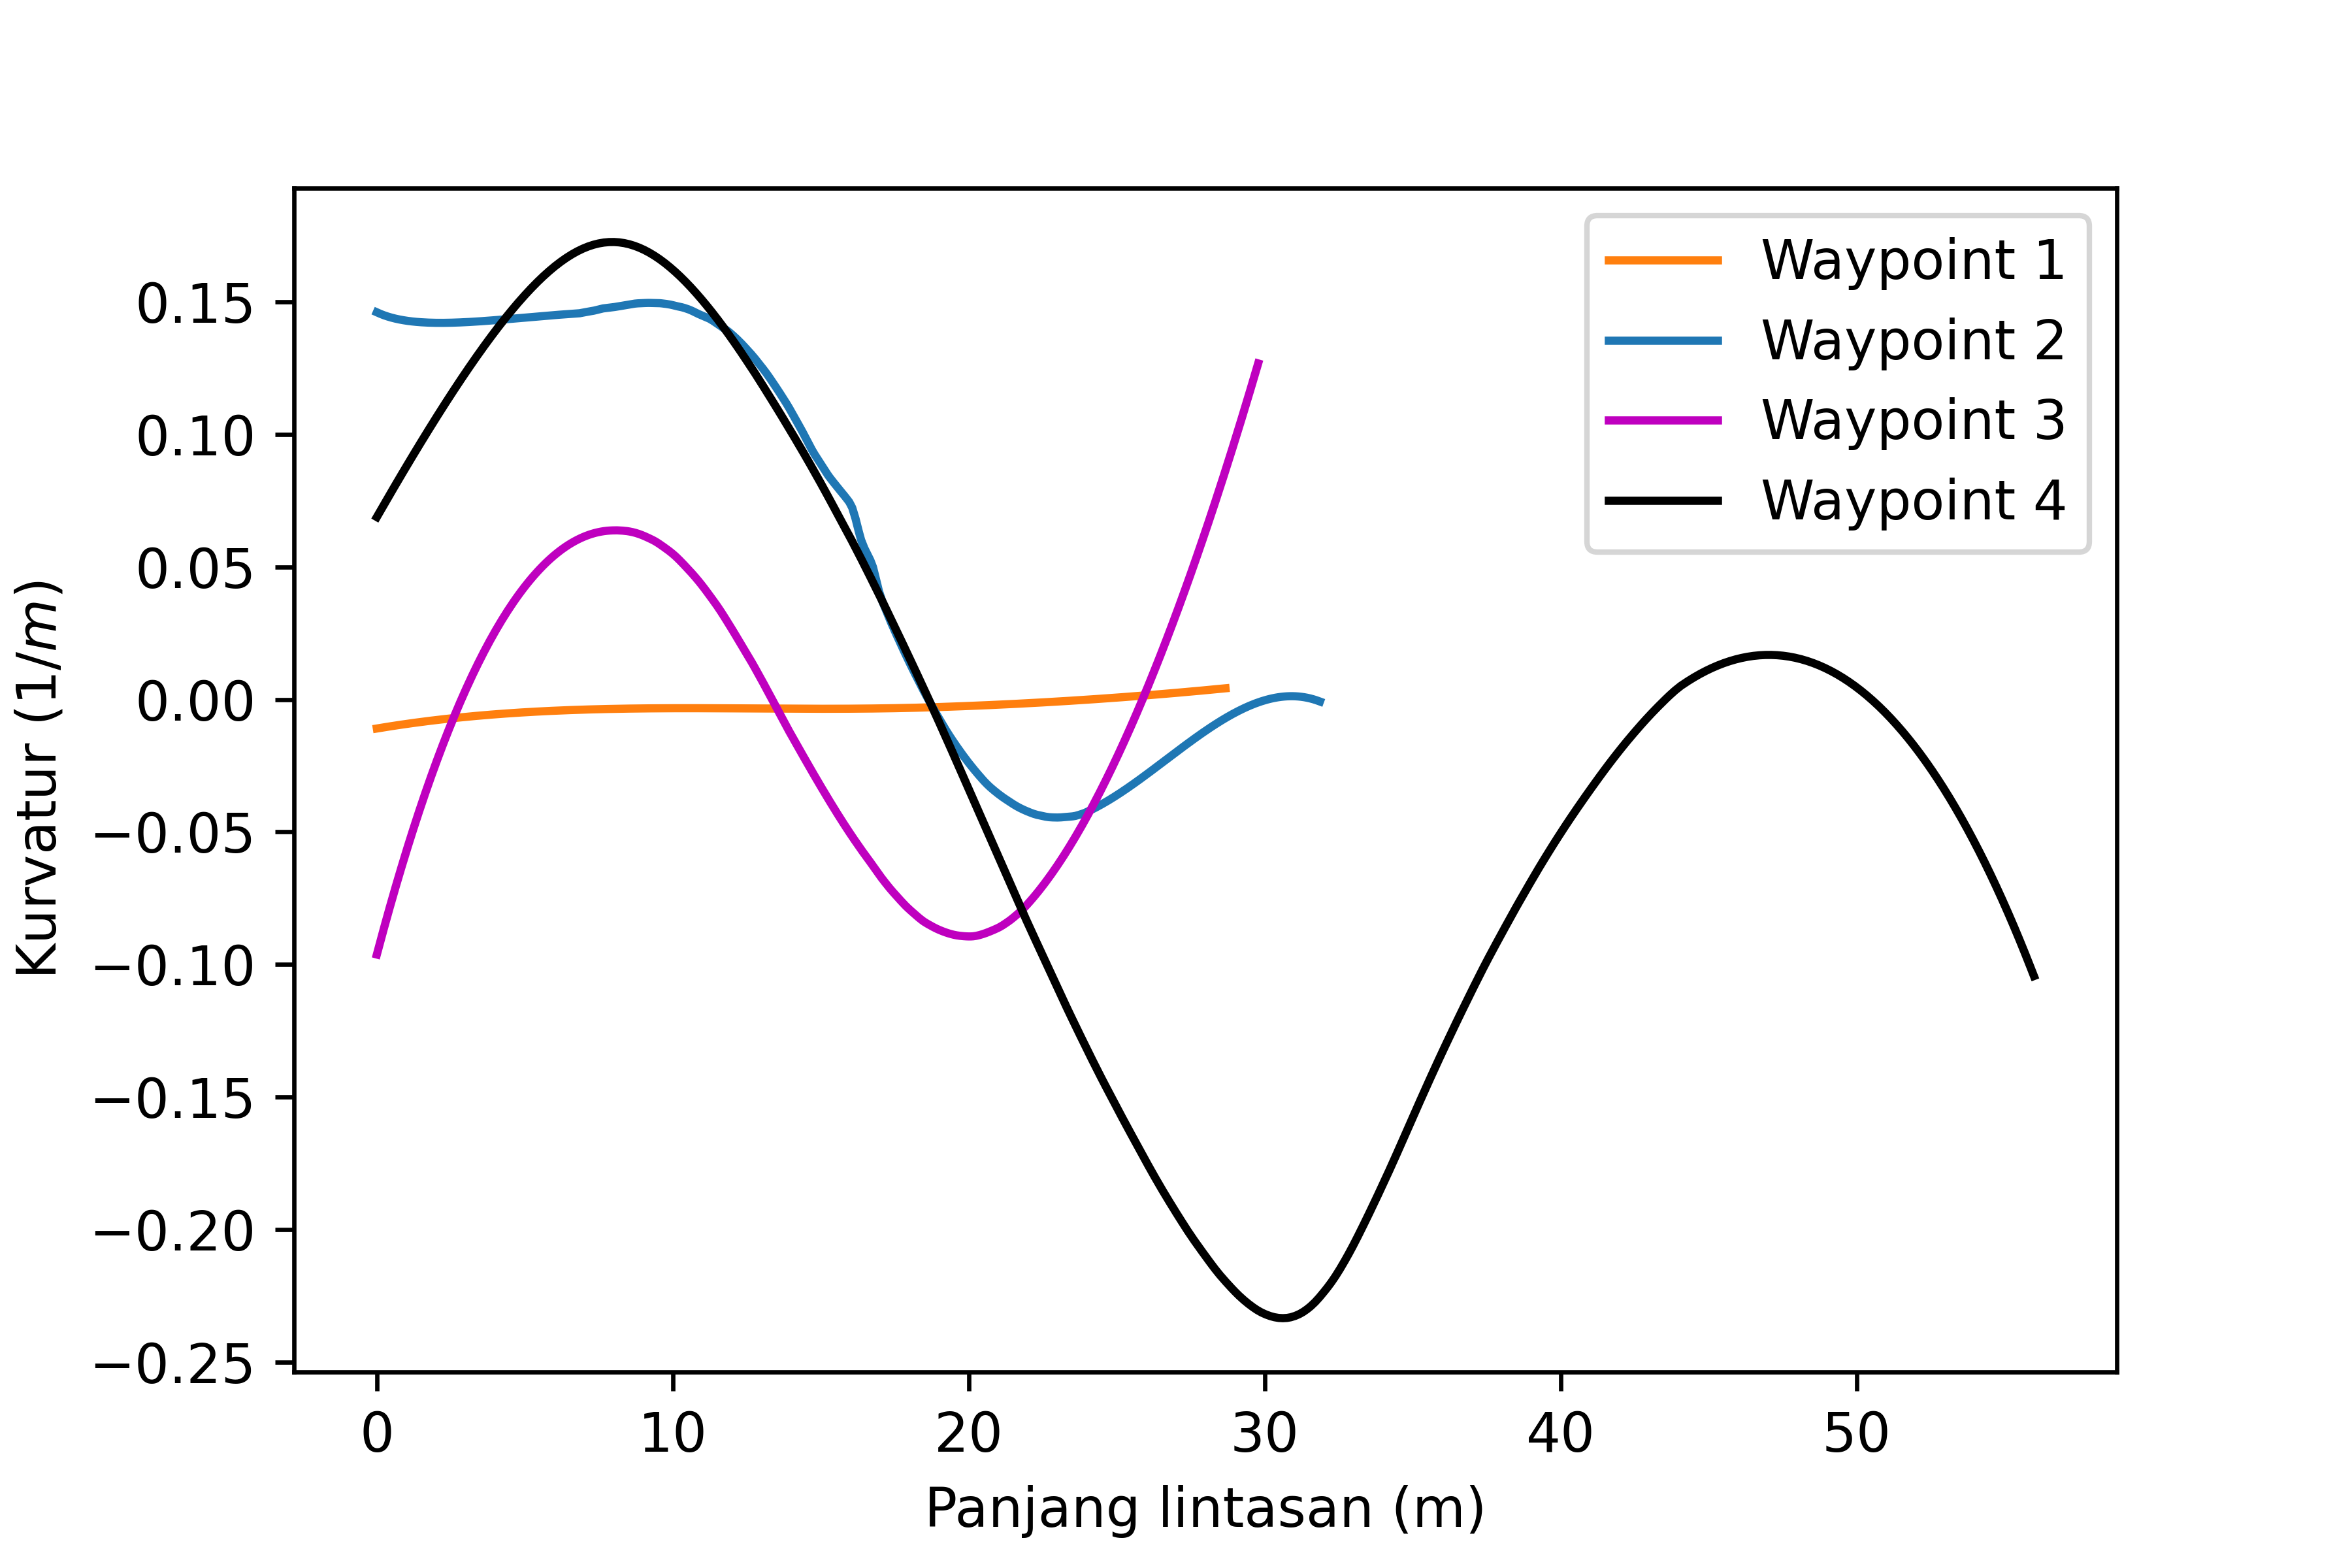 Waypoint 1
Waypoint 2
Waypoint 3
Waypoint 4
0.15
0.10
0.05
0.00
−0.05
−0.10
−0.15
−0.20
−0.25
Kurvatur (1/m)
0 10 20 30 40 50
Panjang lintasan (m)